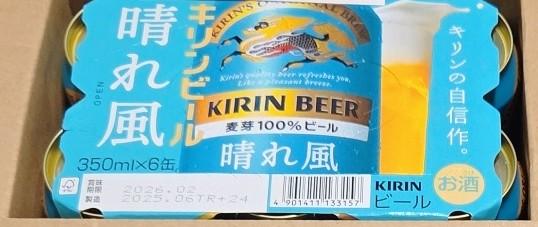 キリンビール
晴れ風
OPEN
350ml×6缶
KIRIN'S ORIGINAL BRAU
Kirin's quality beer refreshes you,
Like a pleasant breeze.
KIRIN BEER
麦芽100%ビール
晴れ風
キリンの自信作。
FSC
賞味期限
製造
2026.02
2025.06TR+24
4 901411 133157
KIRIN
ビール
お酒